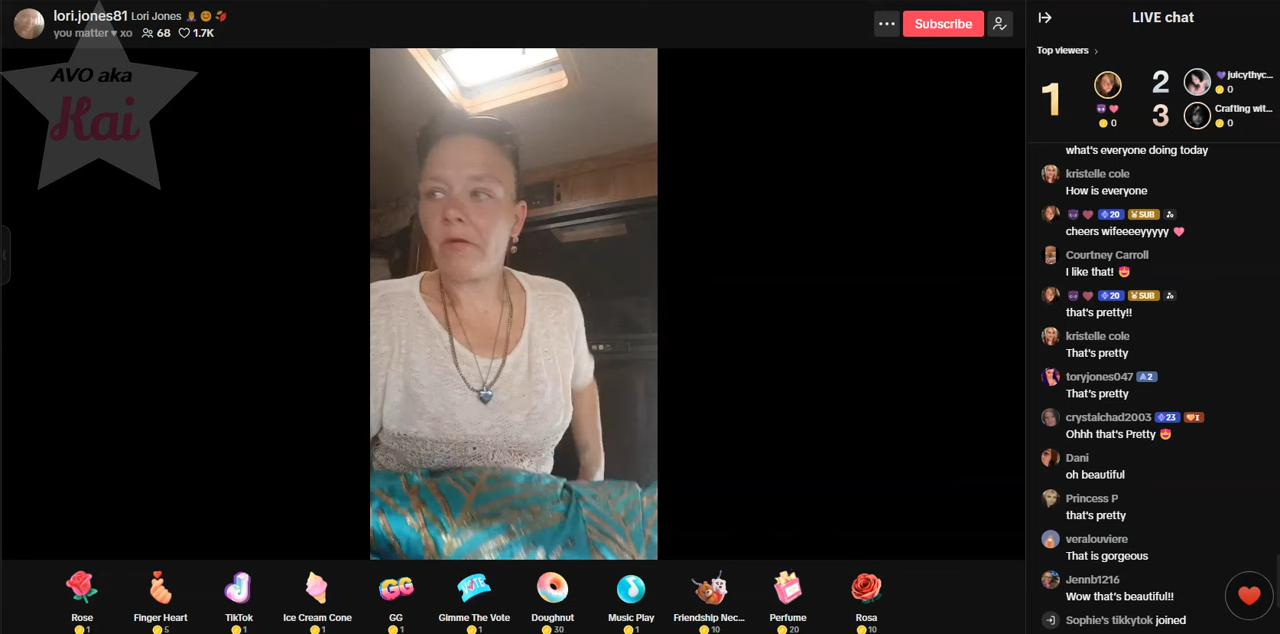 lori.jones81 Lori Jones
you matter ♥ xo 68 1.7K
Subscribe
AVO aka
Kai
LIVE chat
Top viewers >
1
0
2
juicythyc...
0
3
Crafting wit...
0
what's everyone doing today
kristelle cole
How is everyone
20 SUB
cheers wifeeeeyyyyy
Courtney Carroll
I like that!
20 SUB
that's pretty!!
kristelle cole
That's pretty
toryjones047 2
That's pretty
crystalchad2003 23 I
Ohhh that's Pretty
Dani
oh beautiful
Princess P
that's pretty
veralouviere
That is gorgeous
Jennb1216
Wow that's beautiful!!
Sophie's tikkytok joined
GG
VOTE
Rose
Finger Heart
TikTok
Ice Cream Cone
GG
Gimme The Vote
Doughnut
Music Play
Friendship Nec...
Perfume
Rosa
1
5
1
1
1
1
30
1
10
20
10